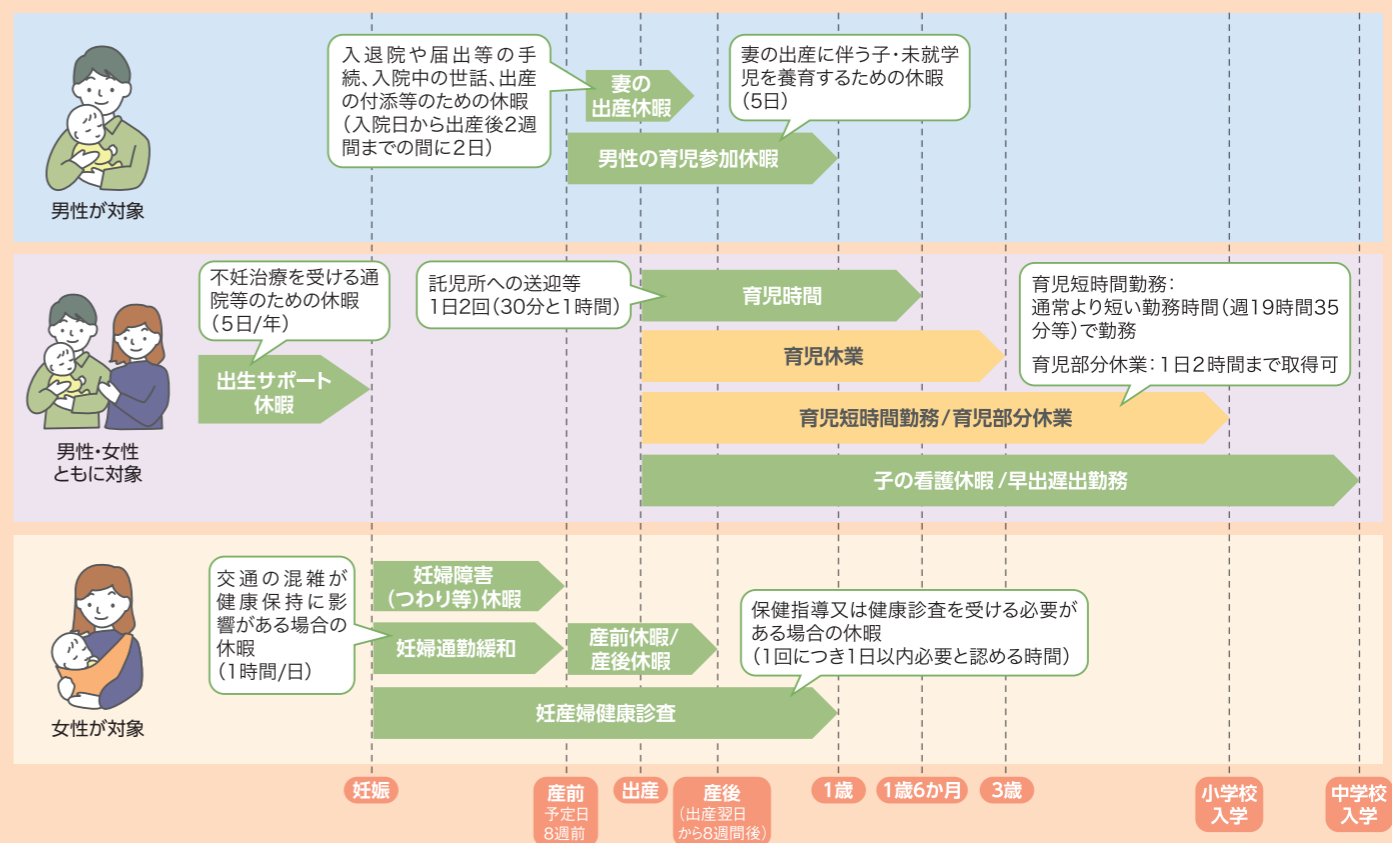 入退院や届出等の手
続、入院中の世話、出産
の付添等のための休暇
(入院日から出産後2週
間までの間に2日)
妻の
出産休暇
妻の出産に伴う子・未就学
児を養育するための休暇
(5日)
男性の育児参加休暇
男性が対象
不妊治療を受ける通
院等のための休暇
(5日/年)
出生サポート
休暇
託児所への送迎等
1日2回(30分と1時間)
育児時間
育児短時間勤務:
通常より短い勤務時間(週19時間35
分等)で勤務
育児部分休業:1日2時間まで取得可
育児休業
育児短時間勤務/育児部分休業
子の看護休暇/早出遅出勤務
男性・女性
ともに対象
交通の混雑が
健康保持に影
響がある場合の
休暇
(1時間/日)
妊婦障害
(つわり等)休暇
妊婦通勤緩和
産前休暇/
産後休暇
保健指導又は健康診査を受ける必要が
ある場合の休暇
(1回につき1日以内必要と認める時間)
妊産婦健康診査
女性が対象
妊娠
産前
予定日
8週前
出産
産後
(出産翌日
から8週間後)
1歳
1歳6か月
3歳
小学校
入学
中学校
入学